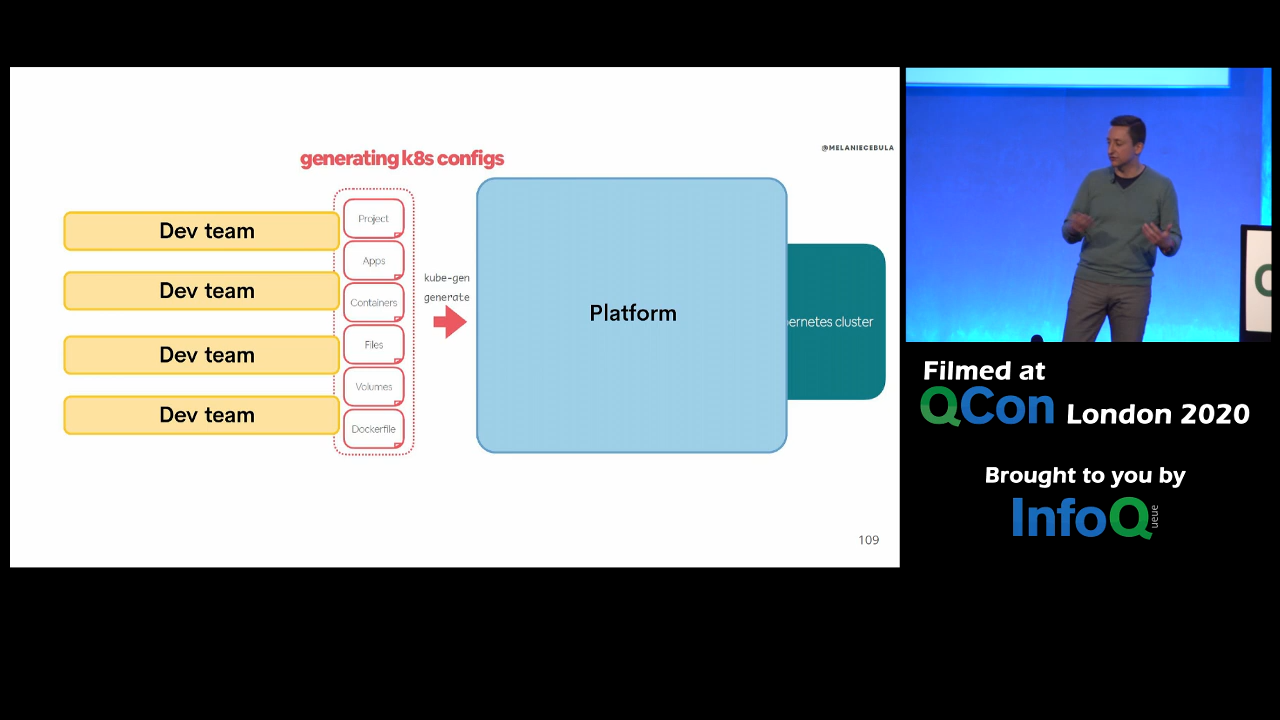 generating k8s configs
@MELANIECEBULA
Dev team
Dev team
Dev team
Dev team
Project
Apps
Containers
Files
Volumes
Dockerfile
kube-gen
generate
Platform
ernetes cluster
109
Filmed at
QCon London 2020
Brought to you by
InfoQ
ueue